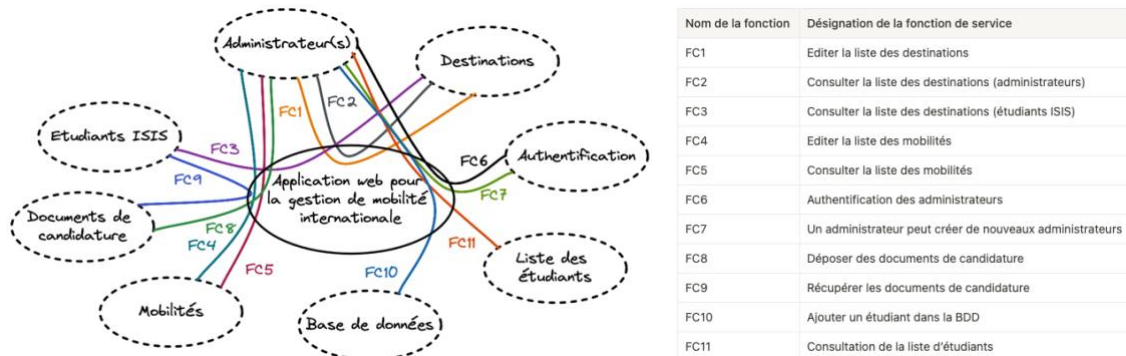 Administrateur(s)
Destinations
FC1
FC2
Etudiants ISIS
FC3
FC6
Authentification
FC9
Application web pour
la gestion de mobilité
internationale
FC7
Documents de
candidature
FC8
FC4
FC11
FC5
FC10
Liste des
étudiants
Mobilités
Base de données
Nom de la fonction Désignation de la fonction de service
FC1 Editer la liste des destinations
FC2 Consulter la liste des destinations (administrateurs)
FC3 Consulter la liste des destinations (étudiants ISIS)
FC4 Editer la liste des mobilités
FC5 Consulter la liste des mobilités
FC6 Authentification des administrateurs
FC7 Un administrateur peut créer de nouveaux administrateurs
FC8 Déposer des documents de candidature
FC9 Récupérer les documents de candidature
FC10 Ajouter un étudiant dans la BDD
FC11 Consultation de la liste d'étudiants